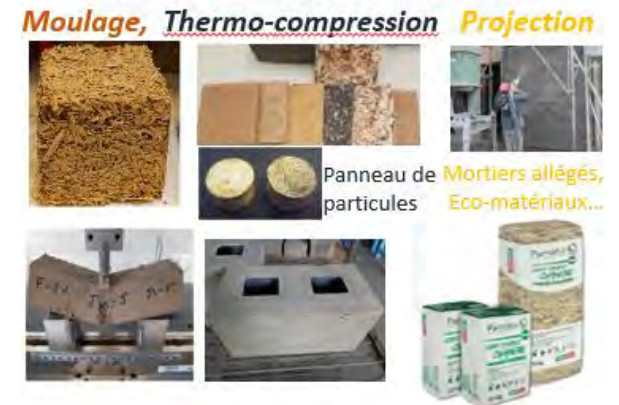 Moulage, Thermo-compression Projection
Panneau de
particules
Mortiers allégés,
Eco-matériaux...